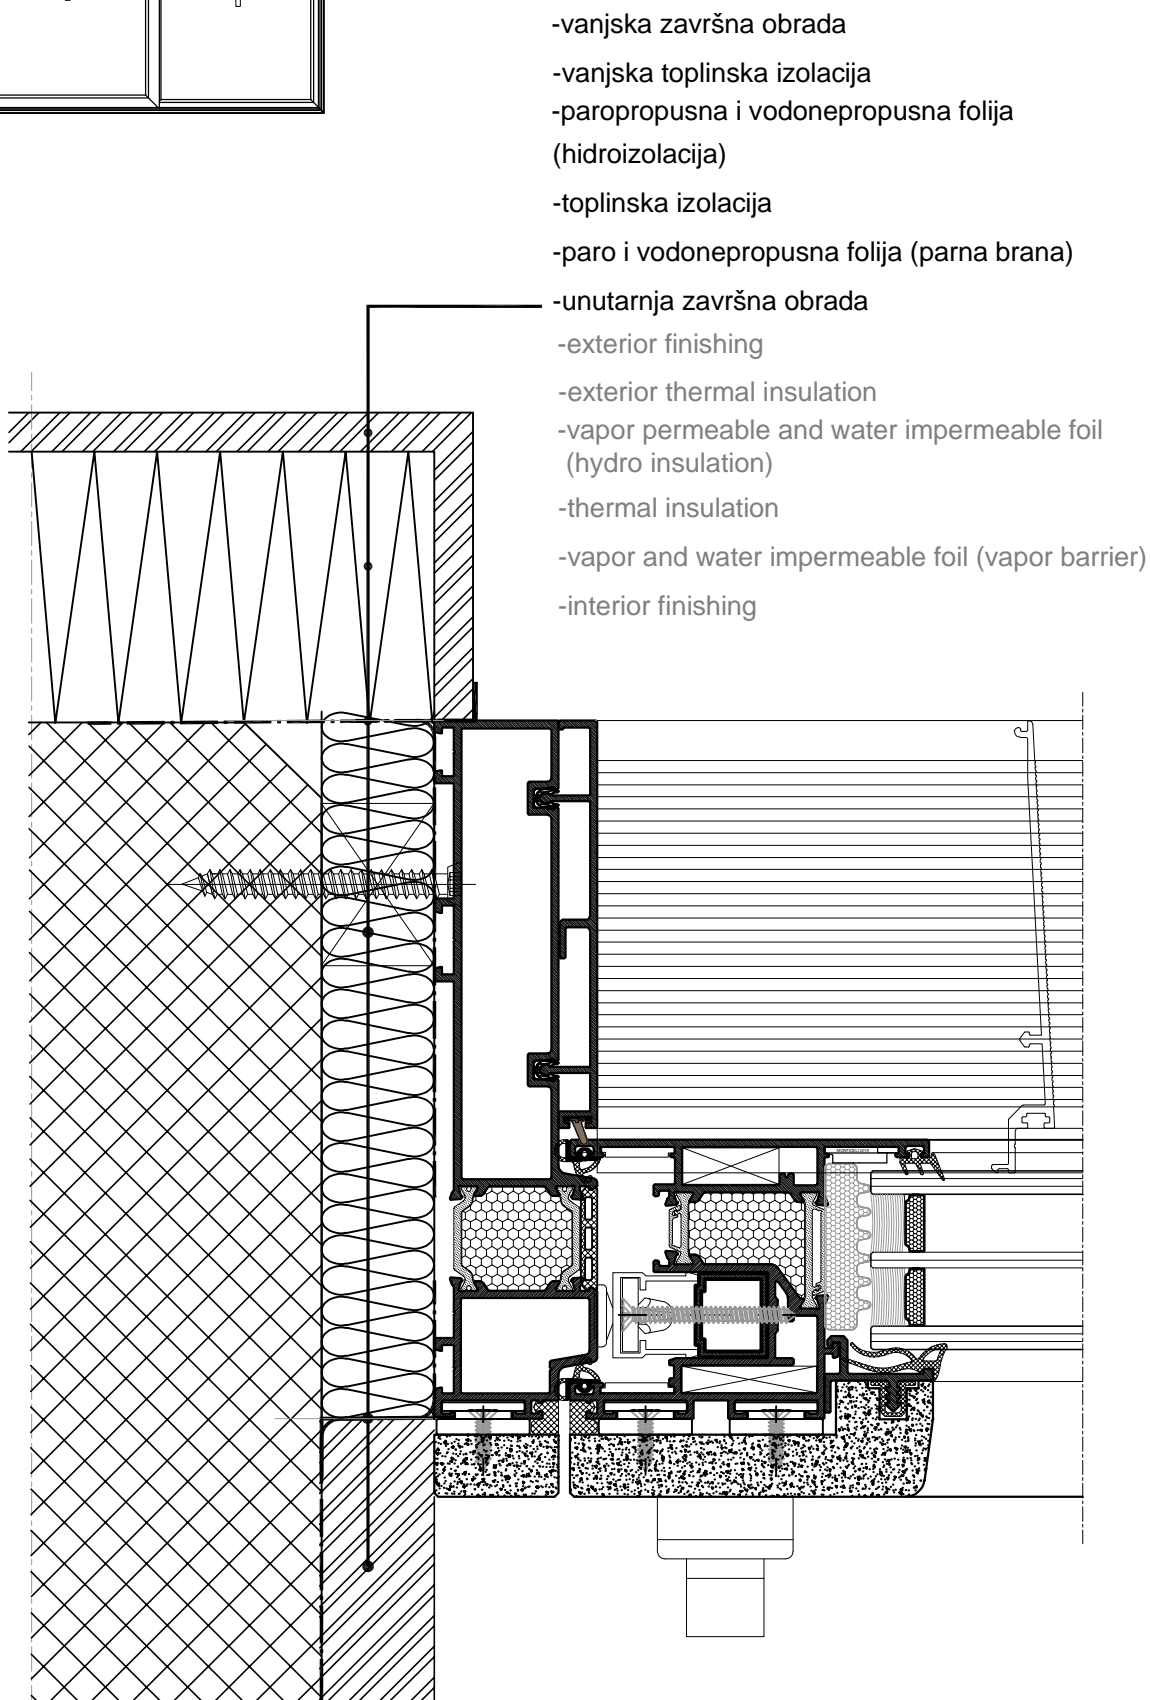 -vanjska završna obrada
-vanjska toplinska izolacija
-paropropusna i vodonepropusna folija
(hidroizolacija)
-toplinska izolacija
-paro i vodonepropusna folija (parna brana)
-unutarnja završna obrada
-exterior finishing
-exterior thermal insulation
-vapor permeable and water impermeable foil
(hydro insulation)
-thermal insulation
-vapor and water impermeable foil (vapor barrier)
-interior finishing